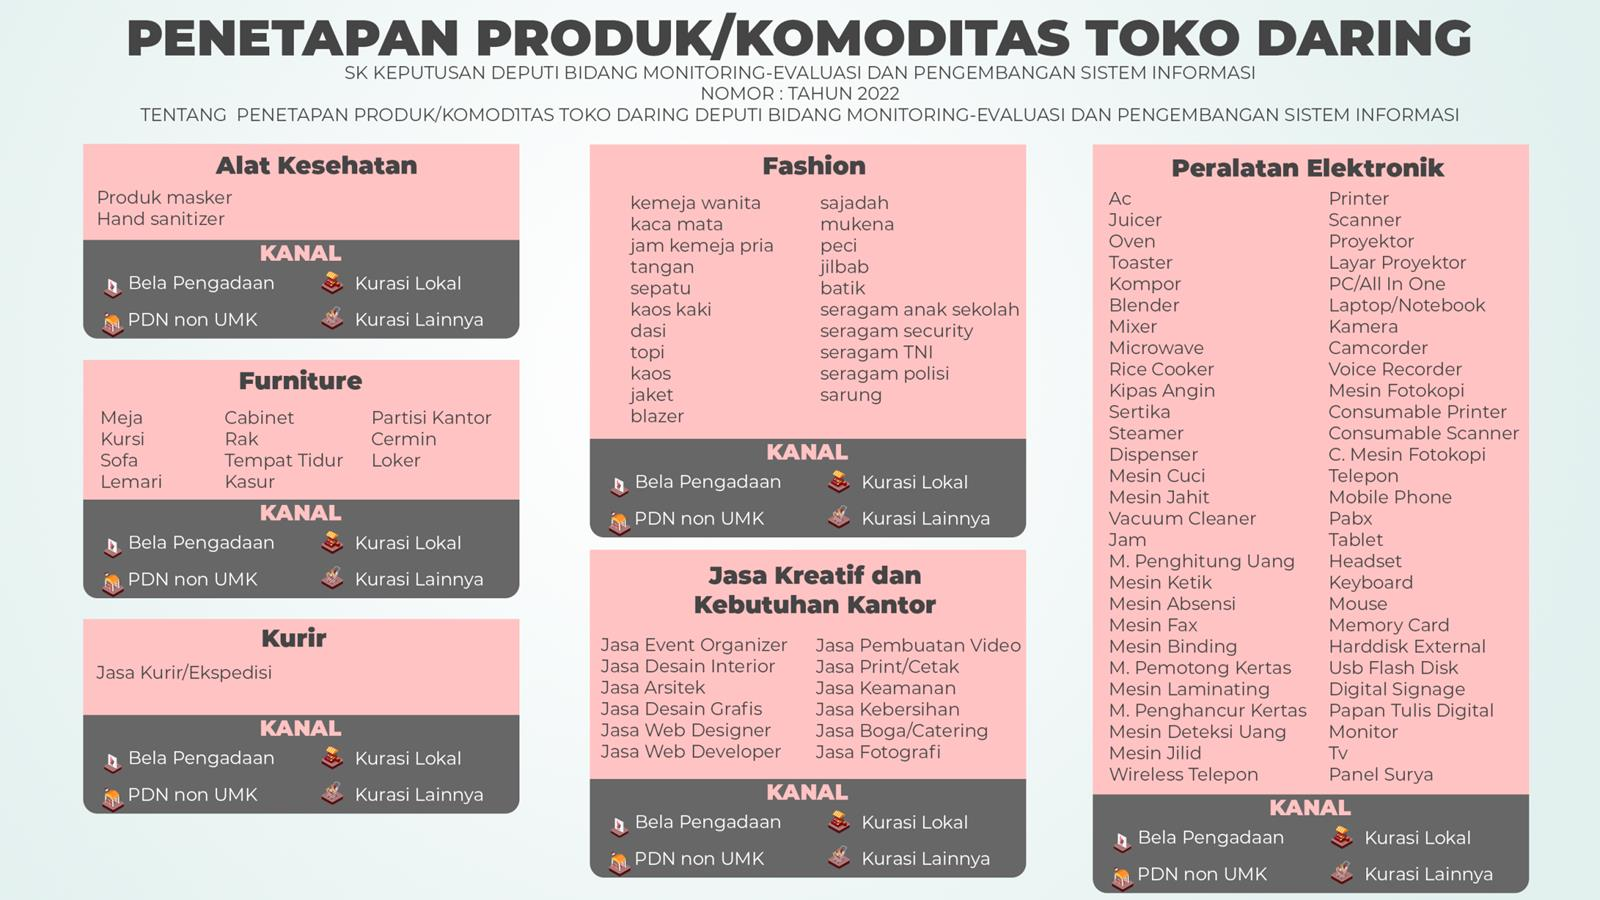 PENETAPAN PRODUK/KOMODITAS TOKO DARING
SK KEPUTUSAN DEPUTI BIDANG MONITORING-EVALUASI DAN PENGEMBANGAN SISTEM INFORMASI
NOMOR : TAHUN 2022
TENTANG PENETAPAN PRODUK/KOMODITAS TOKO DARING DEPUTI BIDANG MONITORING-EVALUASI DAN PENGEMBANGAN SISTEM INFORMASI
Alat Kesehatan
Produk masker
Hand sanitizer
KANAL
Bela Pengadaan
Kurasi Lokal
PDN non UMK
Kurasi Lainnya
Furniture
Meja
Kursi
Sofa
Lemari
Cabinet
Rak
Tempat Tidur
Kasur
Partisi Kantor
Cermin
Loker
KANAL
Bela Pengadaan
Kurasi Lokal
PDN non UMK
Kurasi Lainnya
Kurir
Jasa Kurir/Ekspedisi
KANAL
Bela Pengadaan
Kurasi Lokal
PDN non UMK
Kurasi Lainnya
Fashion
kemeja wanita
kaca mata
jam kemeja pria
tangan
sepatu
kaos kaki
dasi
topi
kaos
jaket
blazer
sajadah
mukena
peci
jilbab
batik
seragam anak sekolah
seragam security
seragam TNI
seragam polisi
sarung
KANAL
Bela Pengadaan
Kurasi Lokal
PDN non UMK
Kurasi Lainnya
Jasa Kreatif dan
Kebutuhan Kantor
Jasa Event Organizer
Jasa Desain Interior
Jasa Arsitek
Jasa Desain Grafis
Jasa Web Designer
Jasa Web Developer
Jasa Pembuatan Video
Jasa Print/Cetak
Jasa Keamanan
Jasa Kebersihan
Jasa Boga/Catering
Jasa Fotografi
KANAL
Bela Pengadaan
Kurasi Lokal
PDN non UMK
Kurasi Lainnya
Peralatan Elektronik
Ac
Juicer
Oven
Toaster
Kompor
Blender
Mixer
Microwave
Rice Cooker
Kipas Angin
Sertika
Steamer
Dispenser
Mesin Cuci
Mesin Jahit
Vacuum Cleaner
Jam
M. Penghitung Uang
Mesin Ketik
Mesin Absensi
Mesin Fax
Mesin Binding
M. Pemotong Kertas
Mesin Laminating
M. Penghancur Kertas
Mesin Deteksi Uang
Mesin Jilid
Wireless Telepon
Printer
Scanner
Proyektor
Layar Proyektor
PC/All In One
Laptop/Notebook
Kamera
Camcorder
Voice Recorder
Mesin Fotokopi
Consumable Printer
Consumable Scanner
C. Mesin Fotokopi
Telepon
Mobile Phone
Pabx
Tablet
Headset
Keyboard
Mouse
Memory Card
Harddisk External
Usb Flash Disk
Digital Signage
Papan Tulis Digital
Monitor
Tv
Panel Surya
KANAL
Bela Pengadaan
Kurasi Lokal
PDN non UMK
Kurasi Lainnya